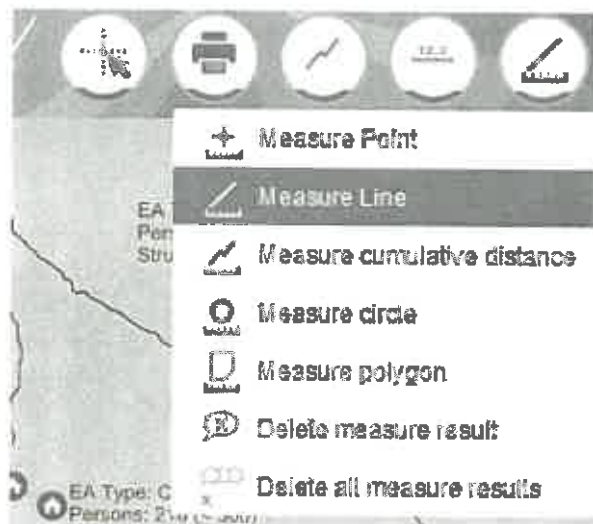 Measure Point
Measure Line
EA
Per
Stru
Measure cumulative distance
Measure circle
Measure polygon
Delete measure result
Delete all measure results
EA Type: C
Persons: